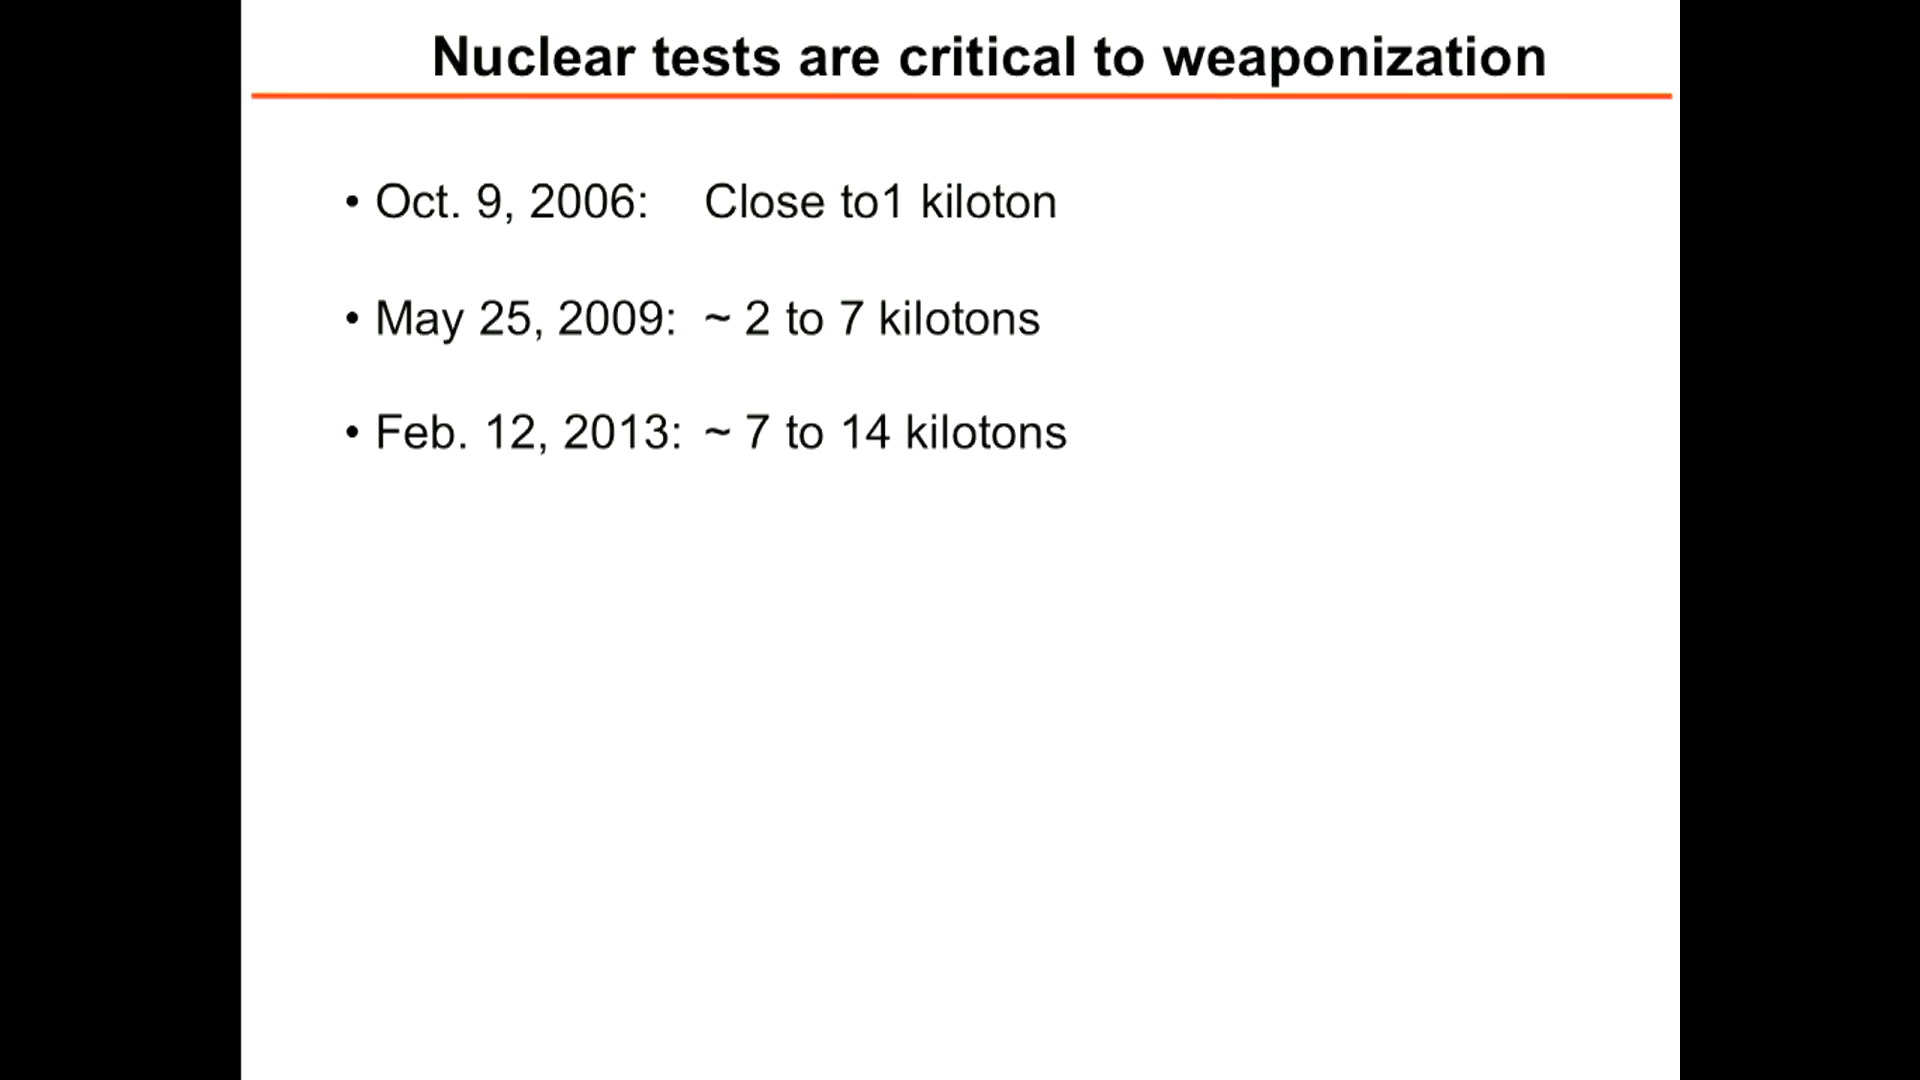 Nuclear tests are critical to weaponization
• Oct. 9, 2006: Close to1 kiloton
• May 25, 2009: ~ 2 to 7 kilotons
• Feb. 12, 2013: ~ 7 to 14 kilotons